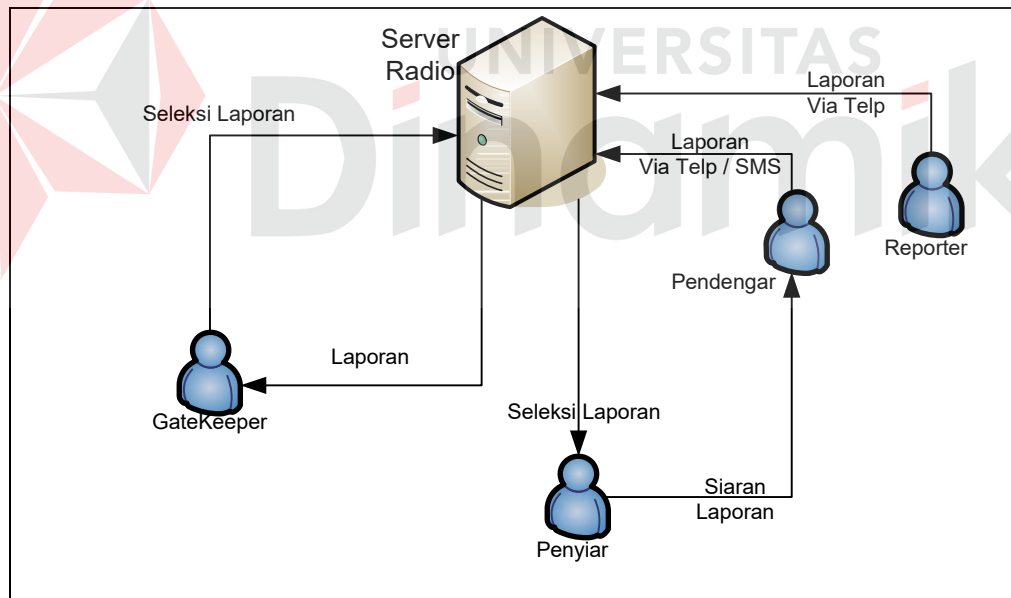 UNIVERSITAS
Dinamik
Server
Radio
Laporan
Via Telp
Seleksi Laporan
Laporan
Via Telp / SMS
Reporter
Pendengar
Laporan
GateKeeper
Seleksi Laporan
Siaran
Laporan
Penyiar